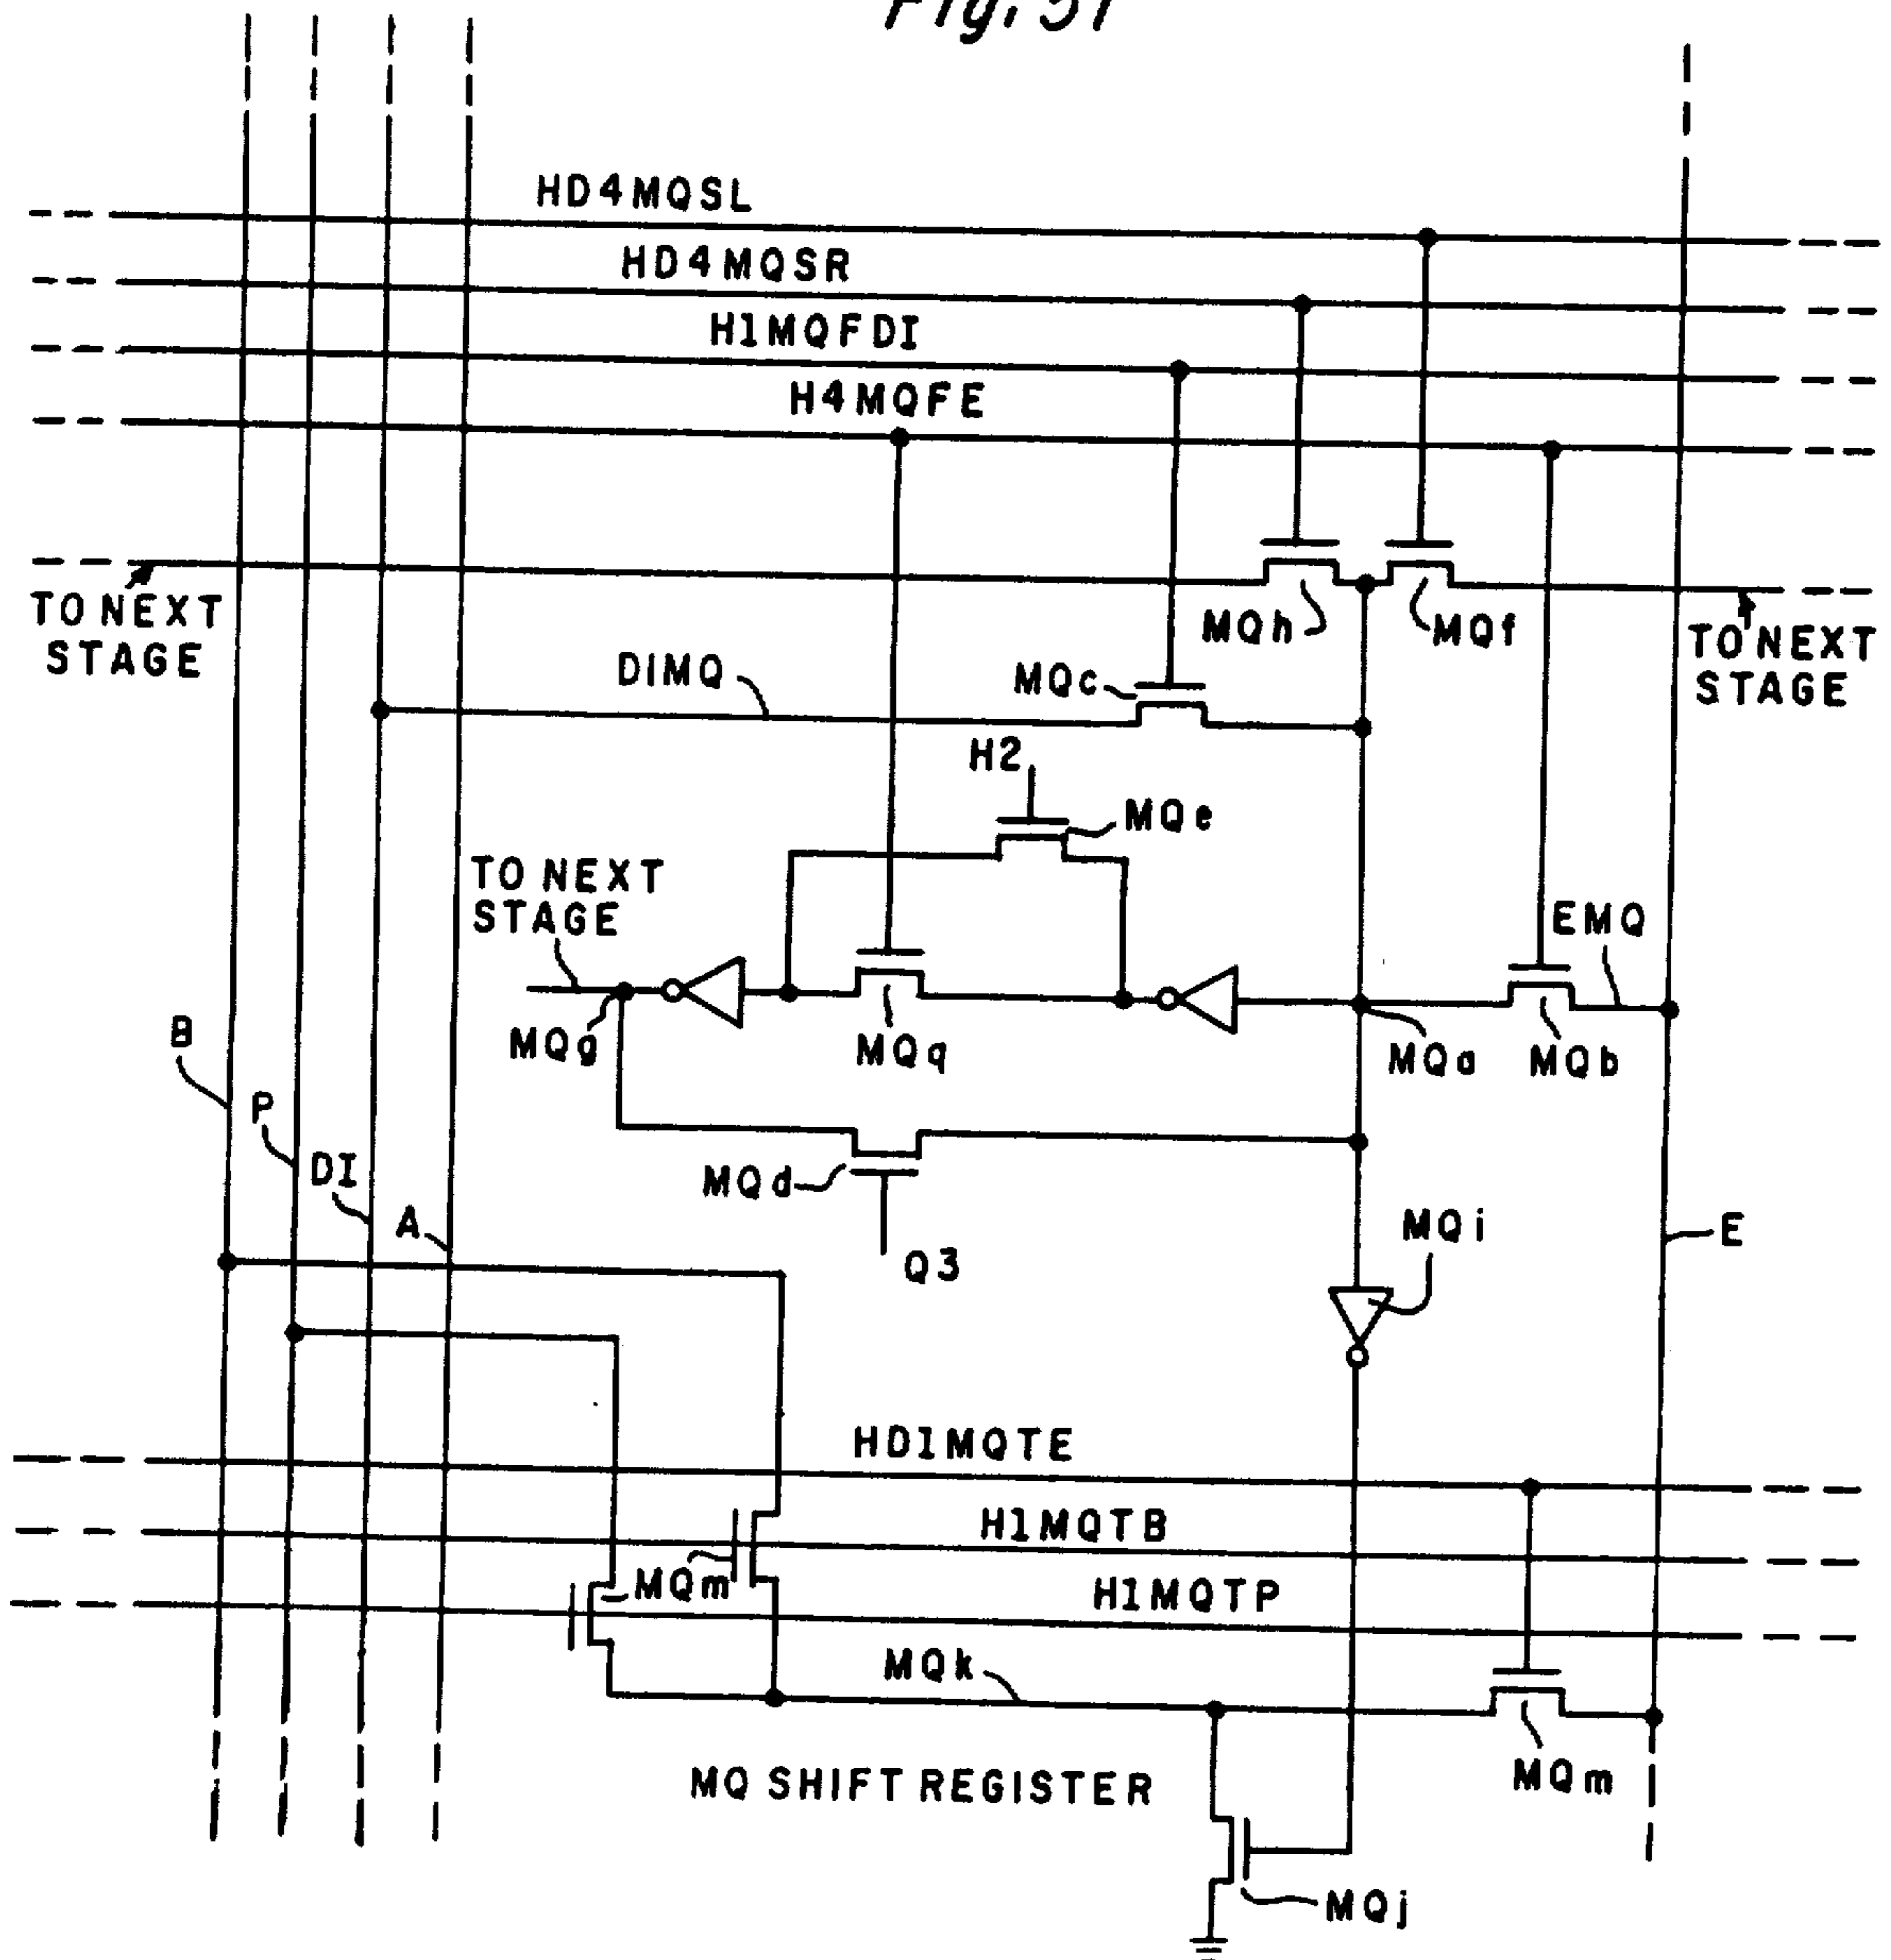 HD4MQSL
HD4MQSR
H1MQFDI
H4MQFE
TO NEXT
STAGE
MQh
MQf
TO NEXT
STAGE
DIMQ
MQc
H2
MQe
TO NEXT
STAGE
EMQ
MQg
MQq
MQa
MQb
B
P
DI
A
MQd
Q3
MQi
E
HD1MQTE
H1MQTB
MQm
H1MQTP
MQk
MQm
MQ SHIFT REGISTER
MQj